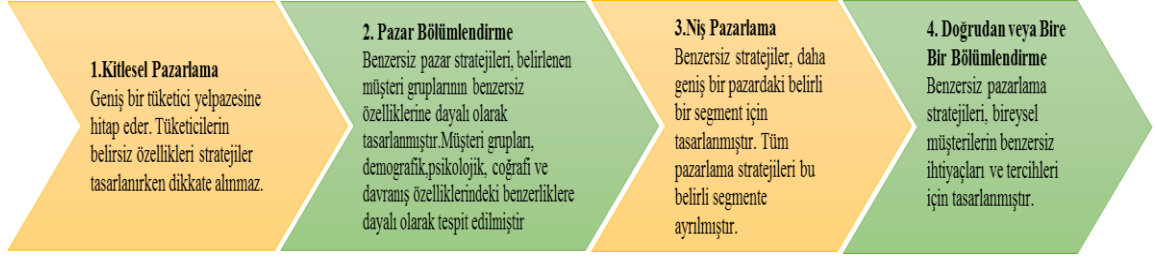 1.Kitlesel Pazarlama
Geniş bir tüketici yelpazesine
hitap eder. Tüketicilerin
belirsiz özellikleri stratejiler
tasarlanırken dikkate alınmaz.
2. Pazar Bölümlendirme
Benzersiz pazar stratejileri, belirlenen
müşteri gruplarının benzersiz
özelliklerine dayalı olarak
tasarlanmıştır.Müşteri grupları,
demografik,psikolojik, coğrafi ve
davranış özelliklerindeki benzerliklere
dayalı olarak tespit edilmiştir
3.Niş Pazarlama
Benzersiz stratejiler, daha
geniş bir pazardaki belirli
bir segment için
tasarlanmıştır. Tüm
pazarlama stratejileri bu
belirli segmente
ayrılmıştır.
4. Doğrudan veya Bire
Bir Bölümlendirme
Benzersiz pazarlama
stratejileri, bireysel
müşterilerin benzersiz
ihtiyaçları ve tercihleri
için tasarlanmıştır.